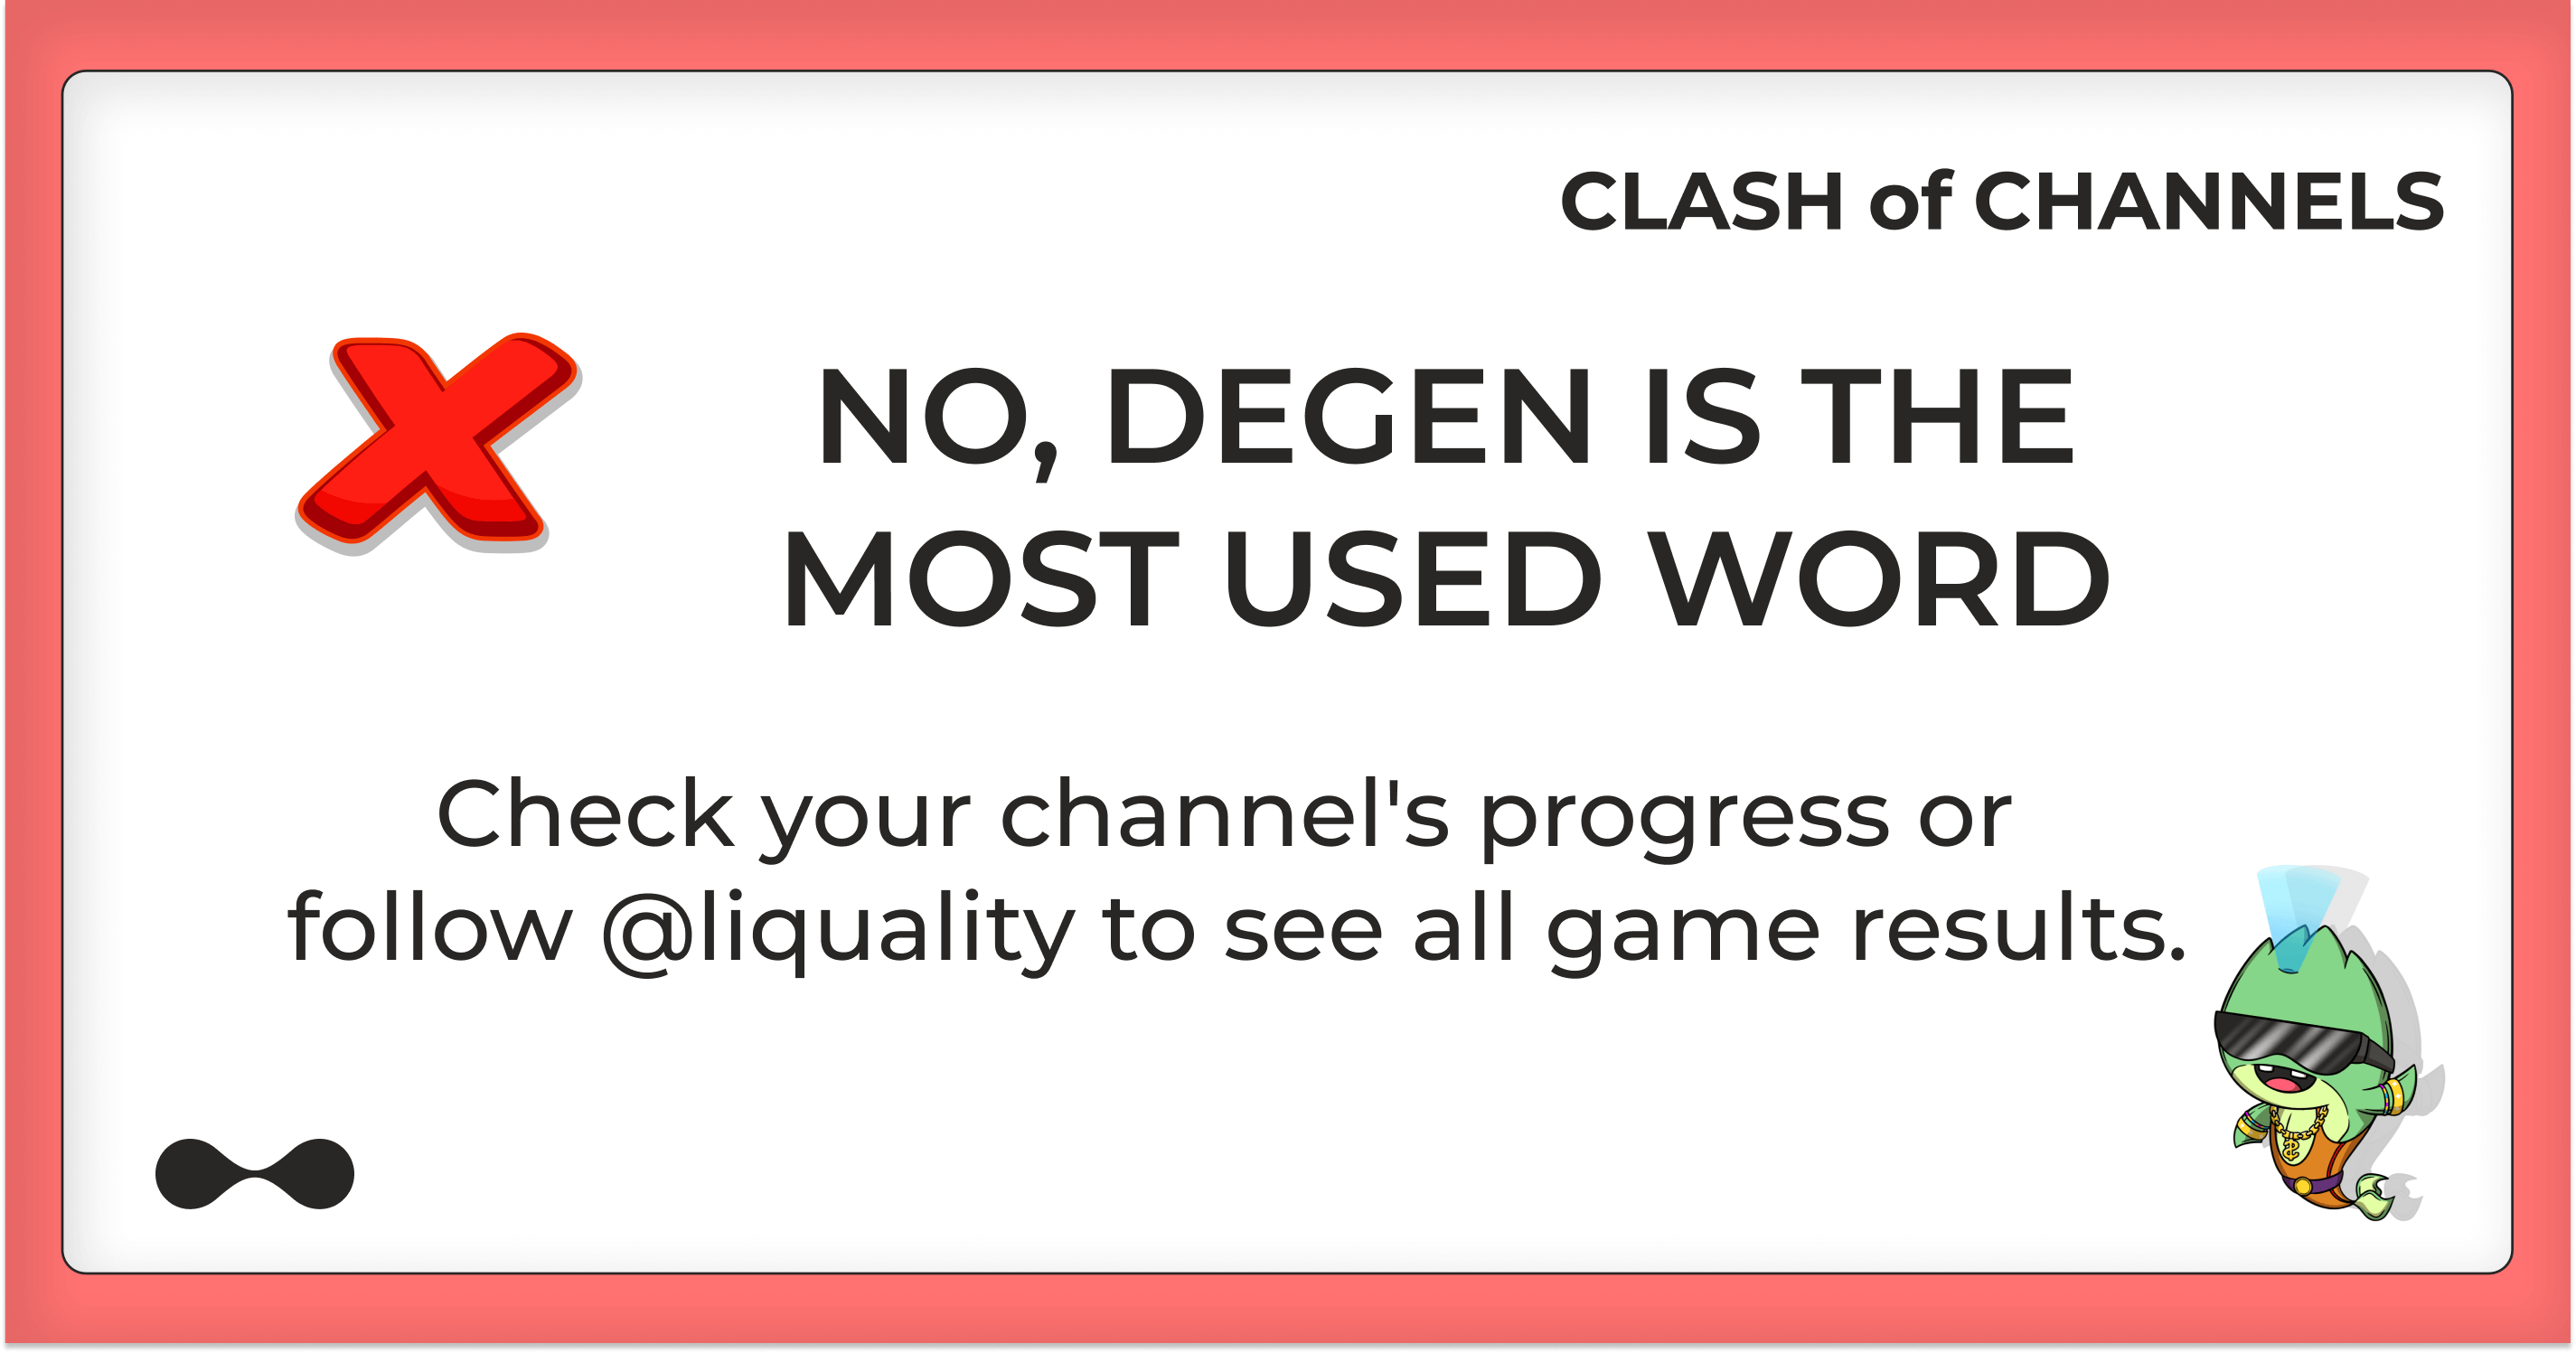 CLASH of CHANNELS
NO, DEGEN IS THE
MOST USED WORD
Check your channel's progress or
follow @liquality to see all game results.